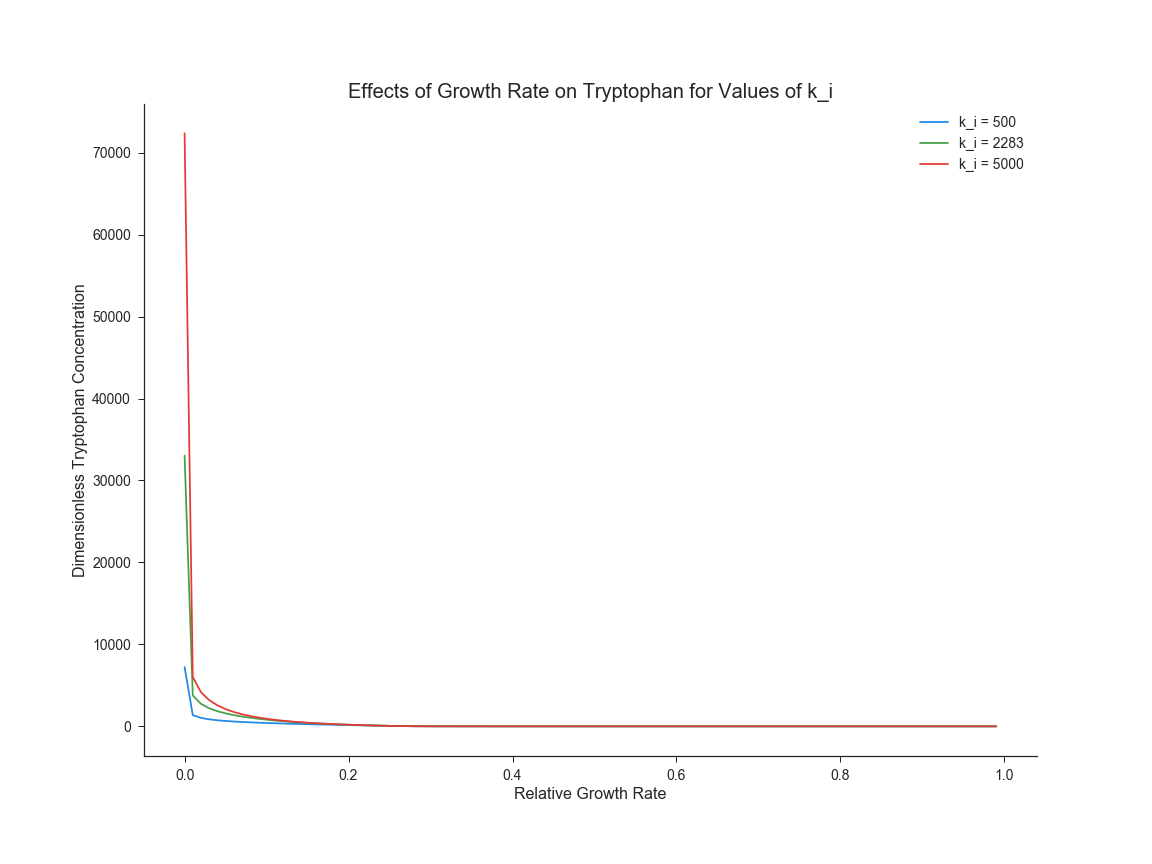 Effects of Growth Rate on Tryptophan for Values of k_i
k_i = 500
k_i = 2283
k_i = 5000
Dimensionless Tryptophan Concentration
70000
60000
50000
40000
30000
20000
10000
0
0.0 0.2 0.4 0.6 0.8 1.0
Relative Growth Rate